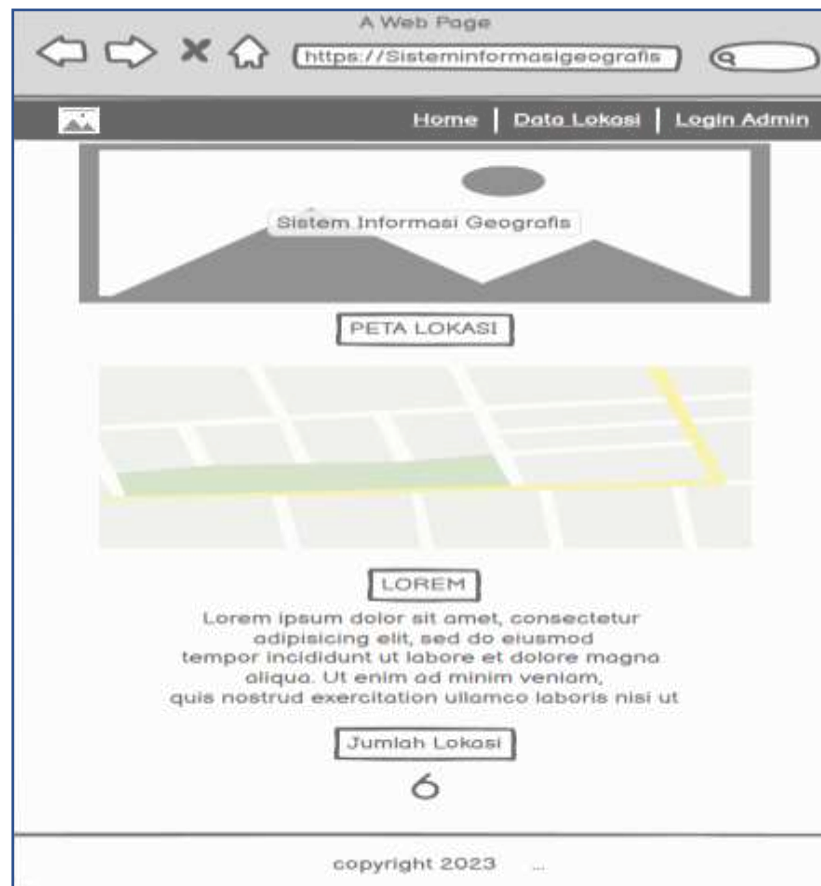 A Web Page
https://Sisteminformasigeografis
Home | Data Lokasi | Login Admin
Sistem Informasi Geografis
PETA LOKASI
LOREM
Lorem ipsum dolor sit amet, consectetur
adipisicing elit, sed do eiusmod
tempor incididunt ut labore et dolore magna
aliqua. Ut enim ad minim veniam,
quis nostrud exercitation ullamco laboris nisi ut
Jumlah Lokasi
6
copyright 2023 ...